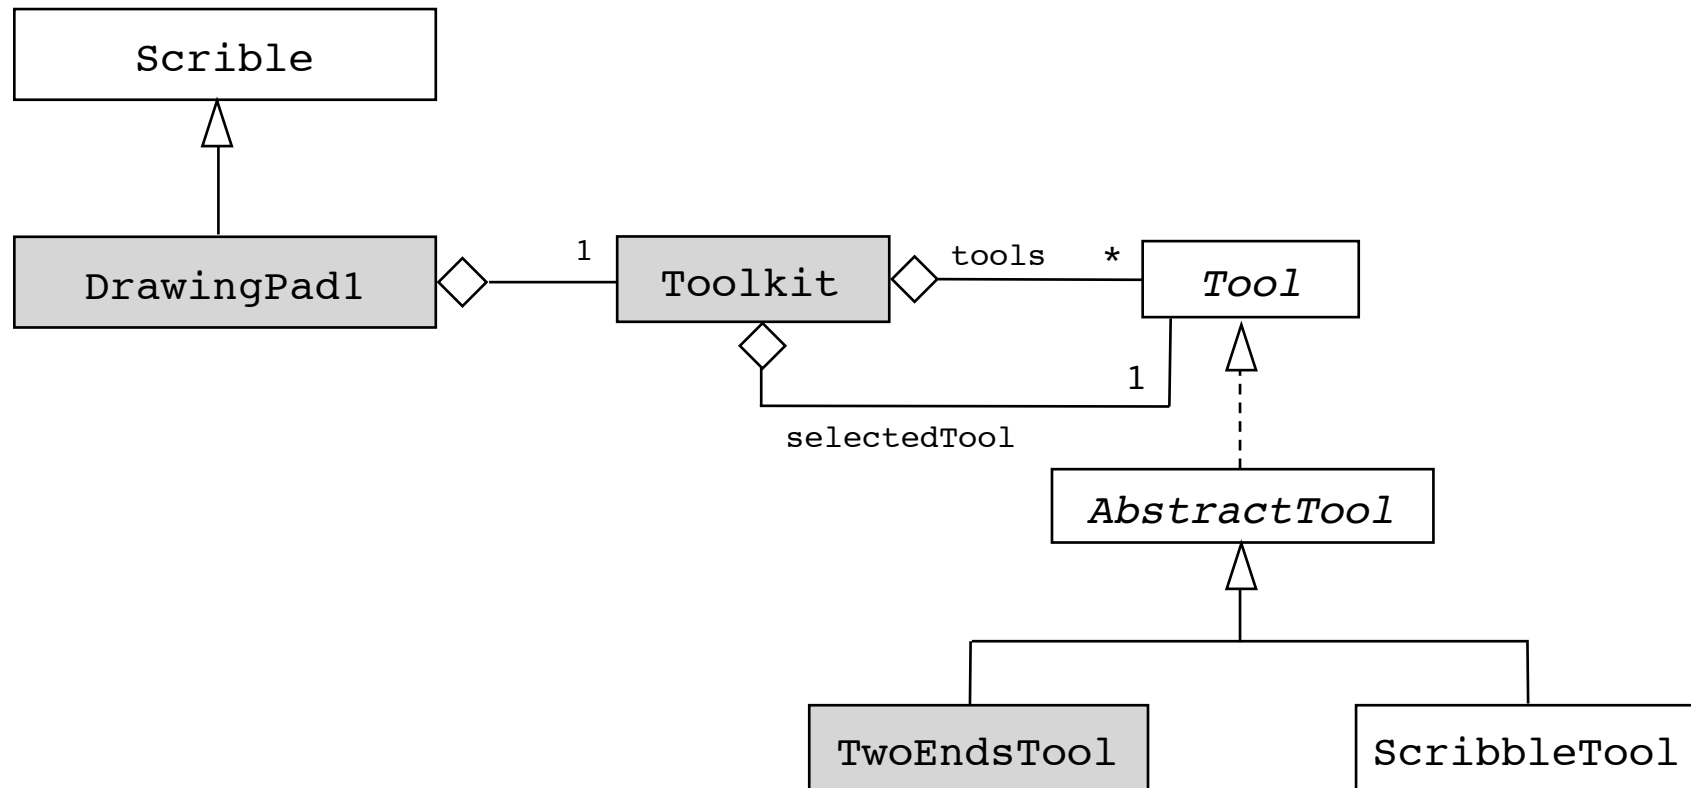 Scrible
DrawingPad1
1
Toolkit
tools
*
Tool
1
selectedTool
AbstractTool
TwoEndsTool
ScribbleTool